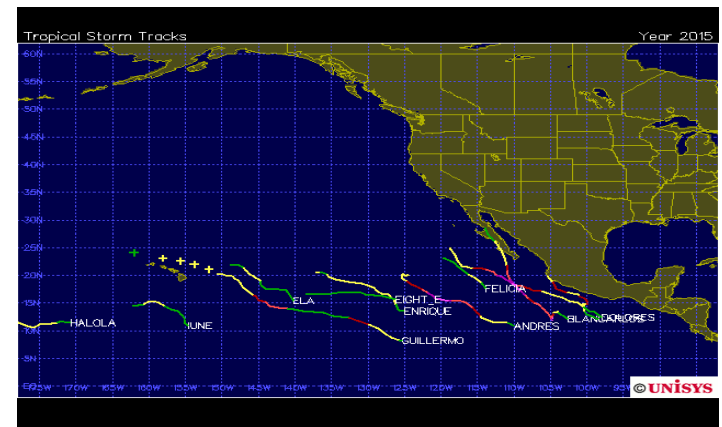 Tropical Storm Tracks Year 2015
60N
55N
50N
45N
40N
35N
30N
25N
20N
FELICIA
15N ELA EIGHT_E
ENRIQUE DOLORES
HALOLA IUNE ANDRES
10N
GUILLERMO
5N
EQ
175W 170W 165W 160W 155W 150W 145W 140W 135W 130W 125W 120W 115W 110W 105W 100W 95W
© UNISYS